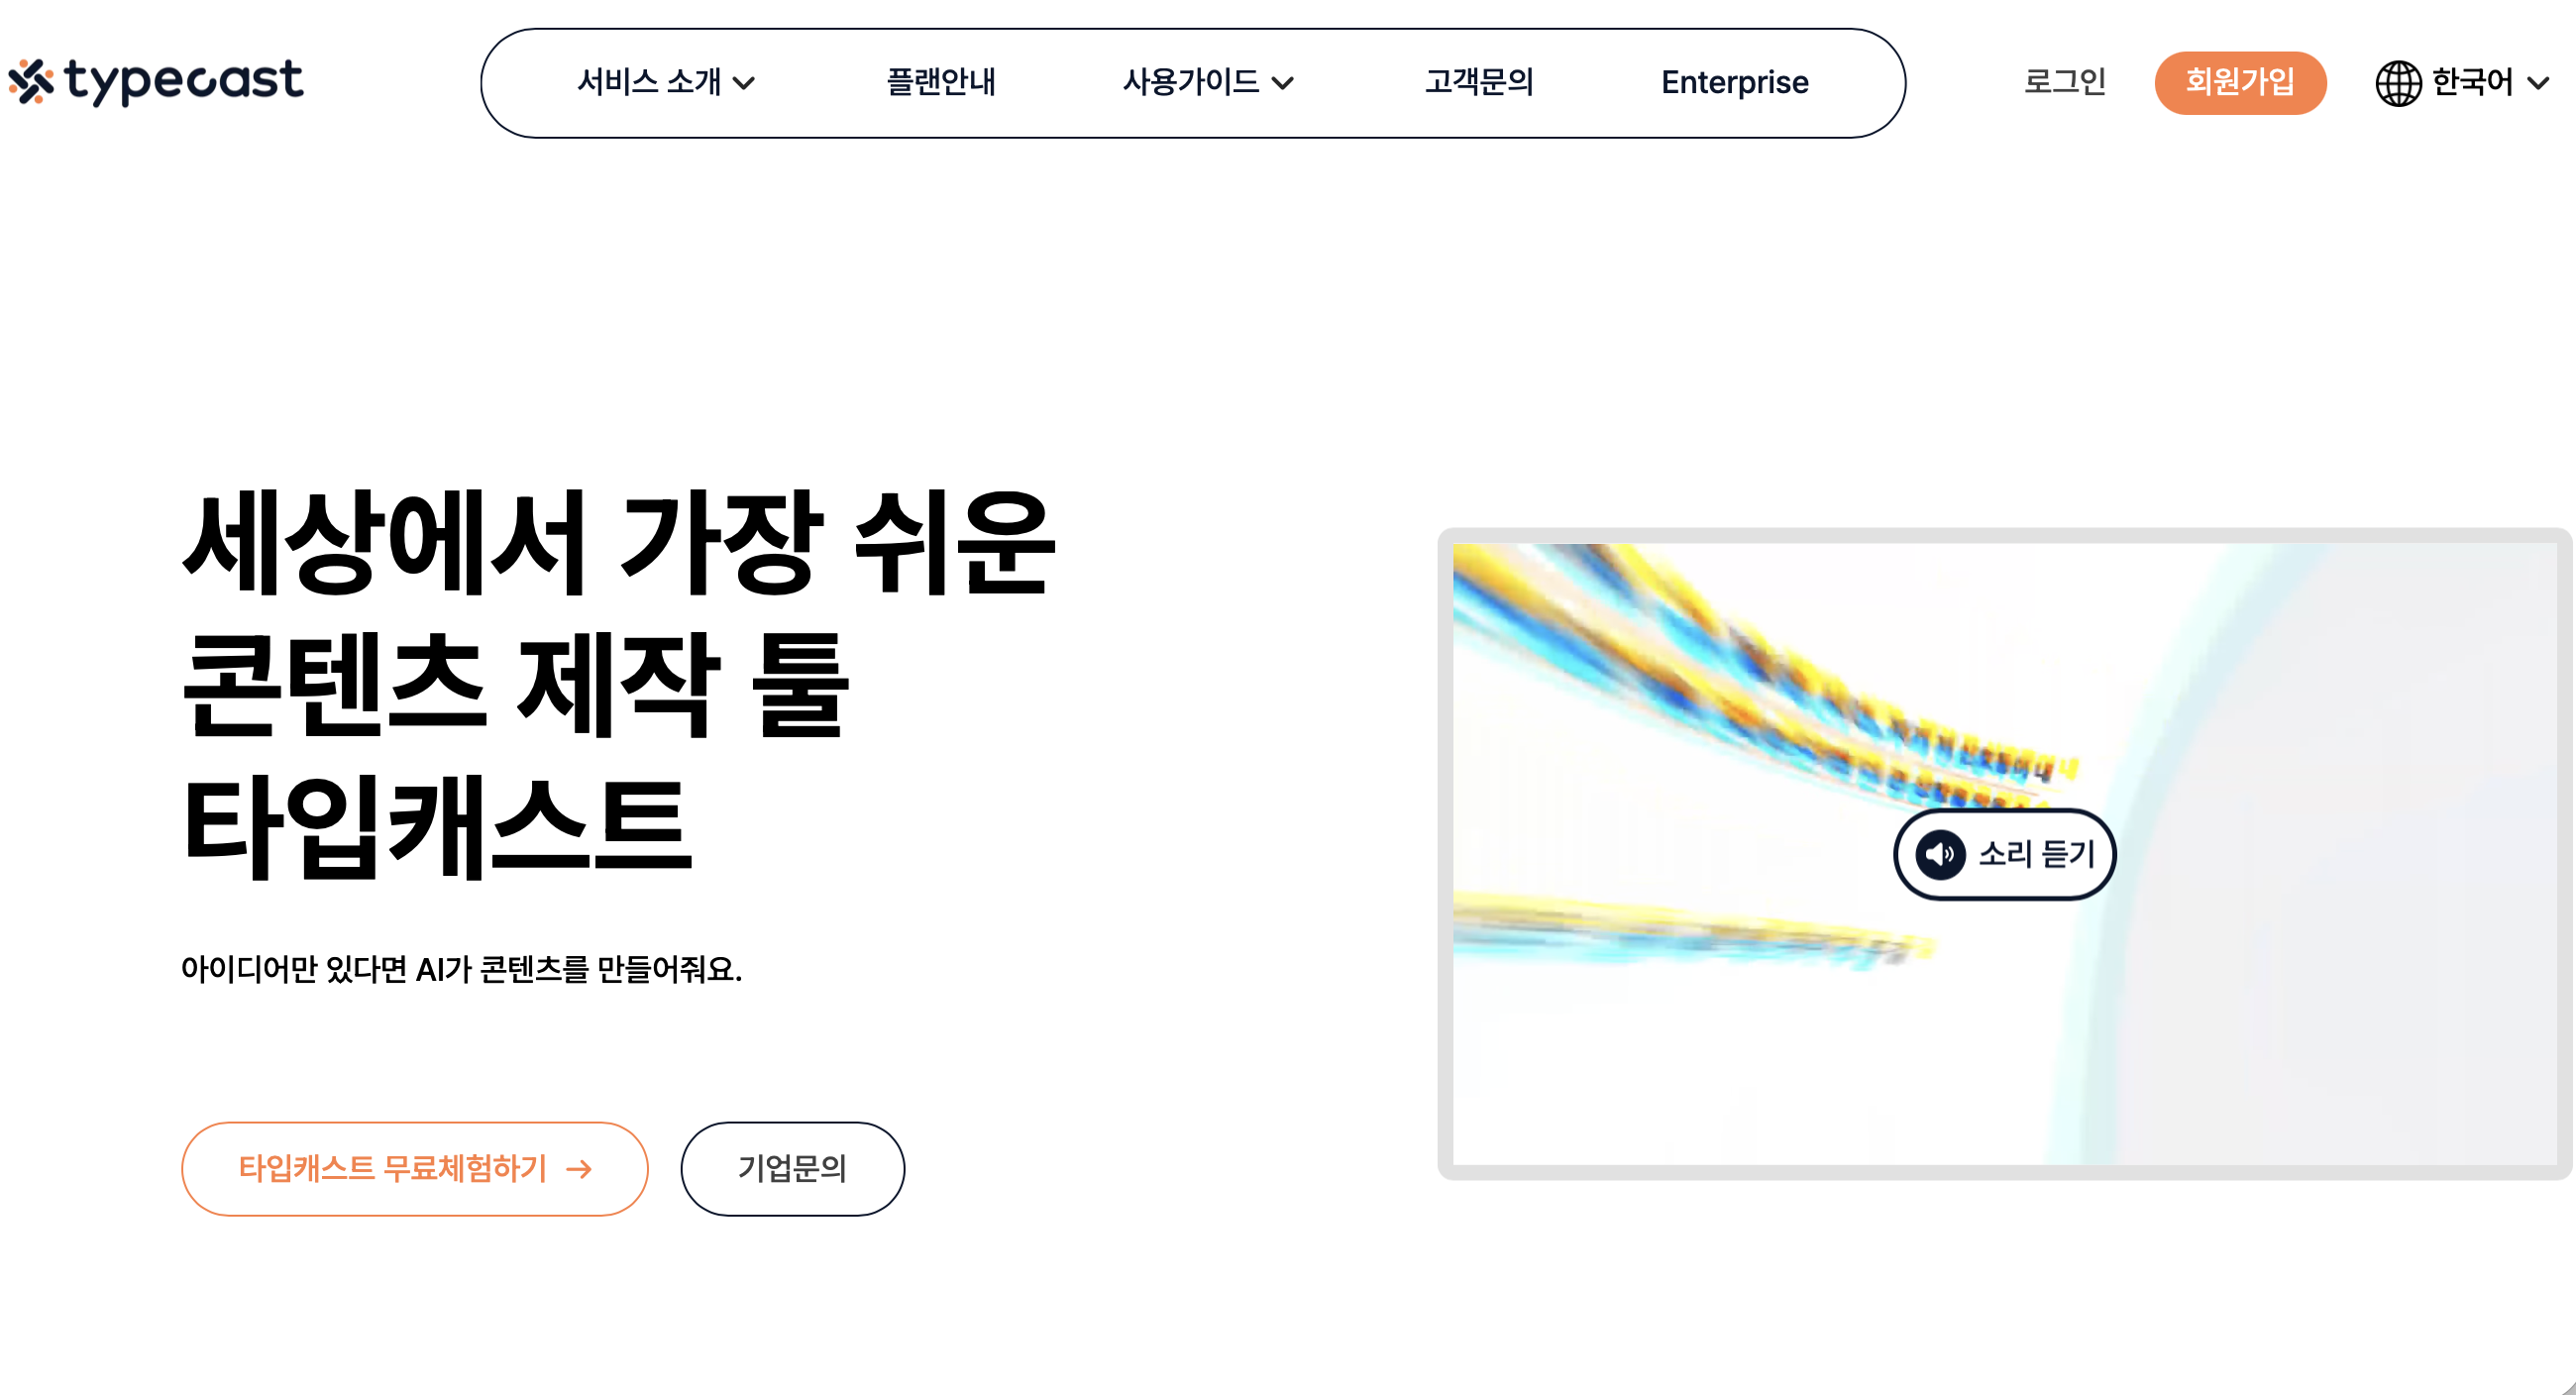 typecast
서비스 소개
플랜안내
사용가이드
고객문의
Enterprise
로그인
회원가입
한국어
세상에서 가장 쉬운
콘텐츠 제작 툴
타입캐스트
아이디어만 있다면 AI가 콘텐츠를 만들어줘요.
타입캐스트 무료체험하기 →
기업문의
소리 듣기